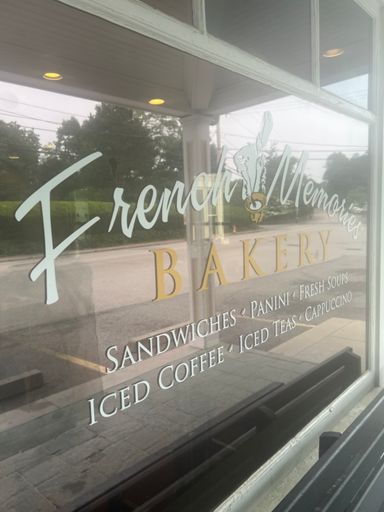 French Memories
BAKERY
SANDWICHES • PANINI • FRESH SOUPS
ICED COFFEE • ICED TEAS • CAPPUCCINO